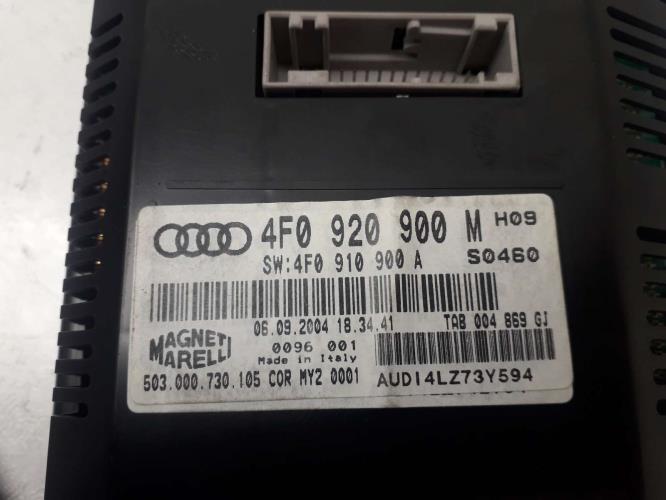 4F0 920 900 M H09
SW:4F0 910 900 A S0460
06.09.2004 18.34.41 TAB 004 869 GJ
MAGNETI
MARELLI
0096 001
Made in Italy
503.000.730.105 COR MY2 0001 AUDI4LZ73Y594